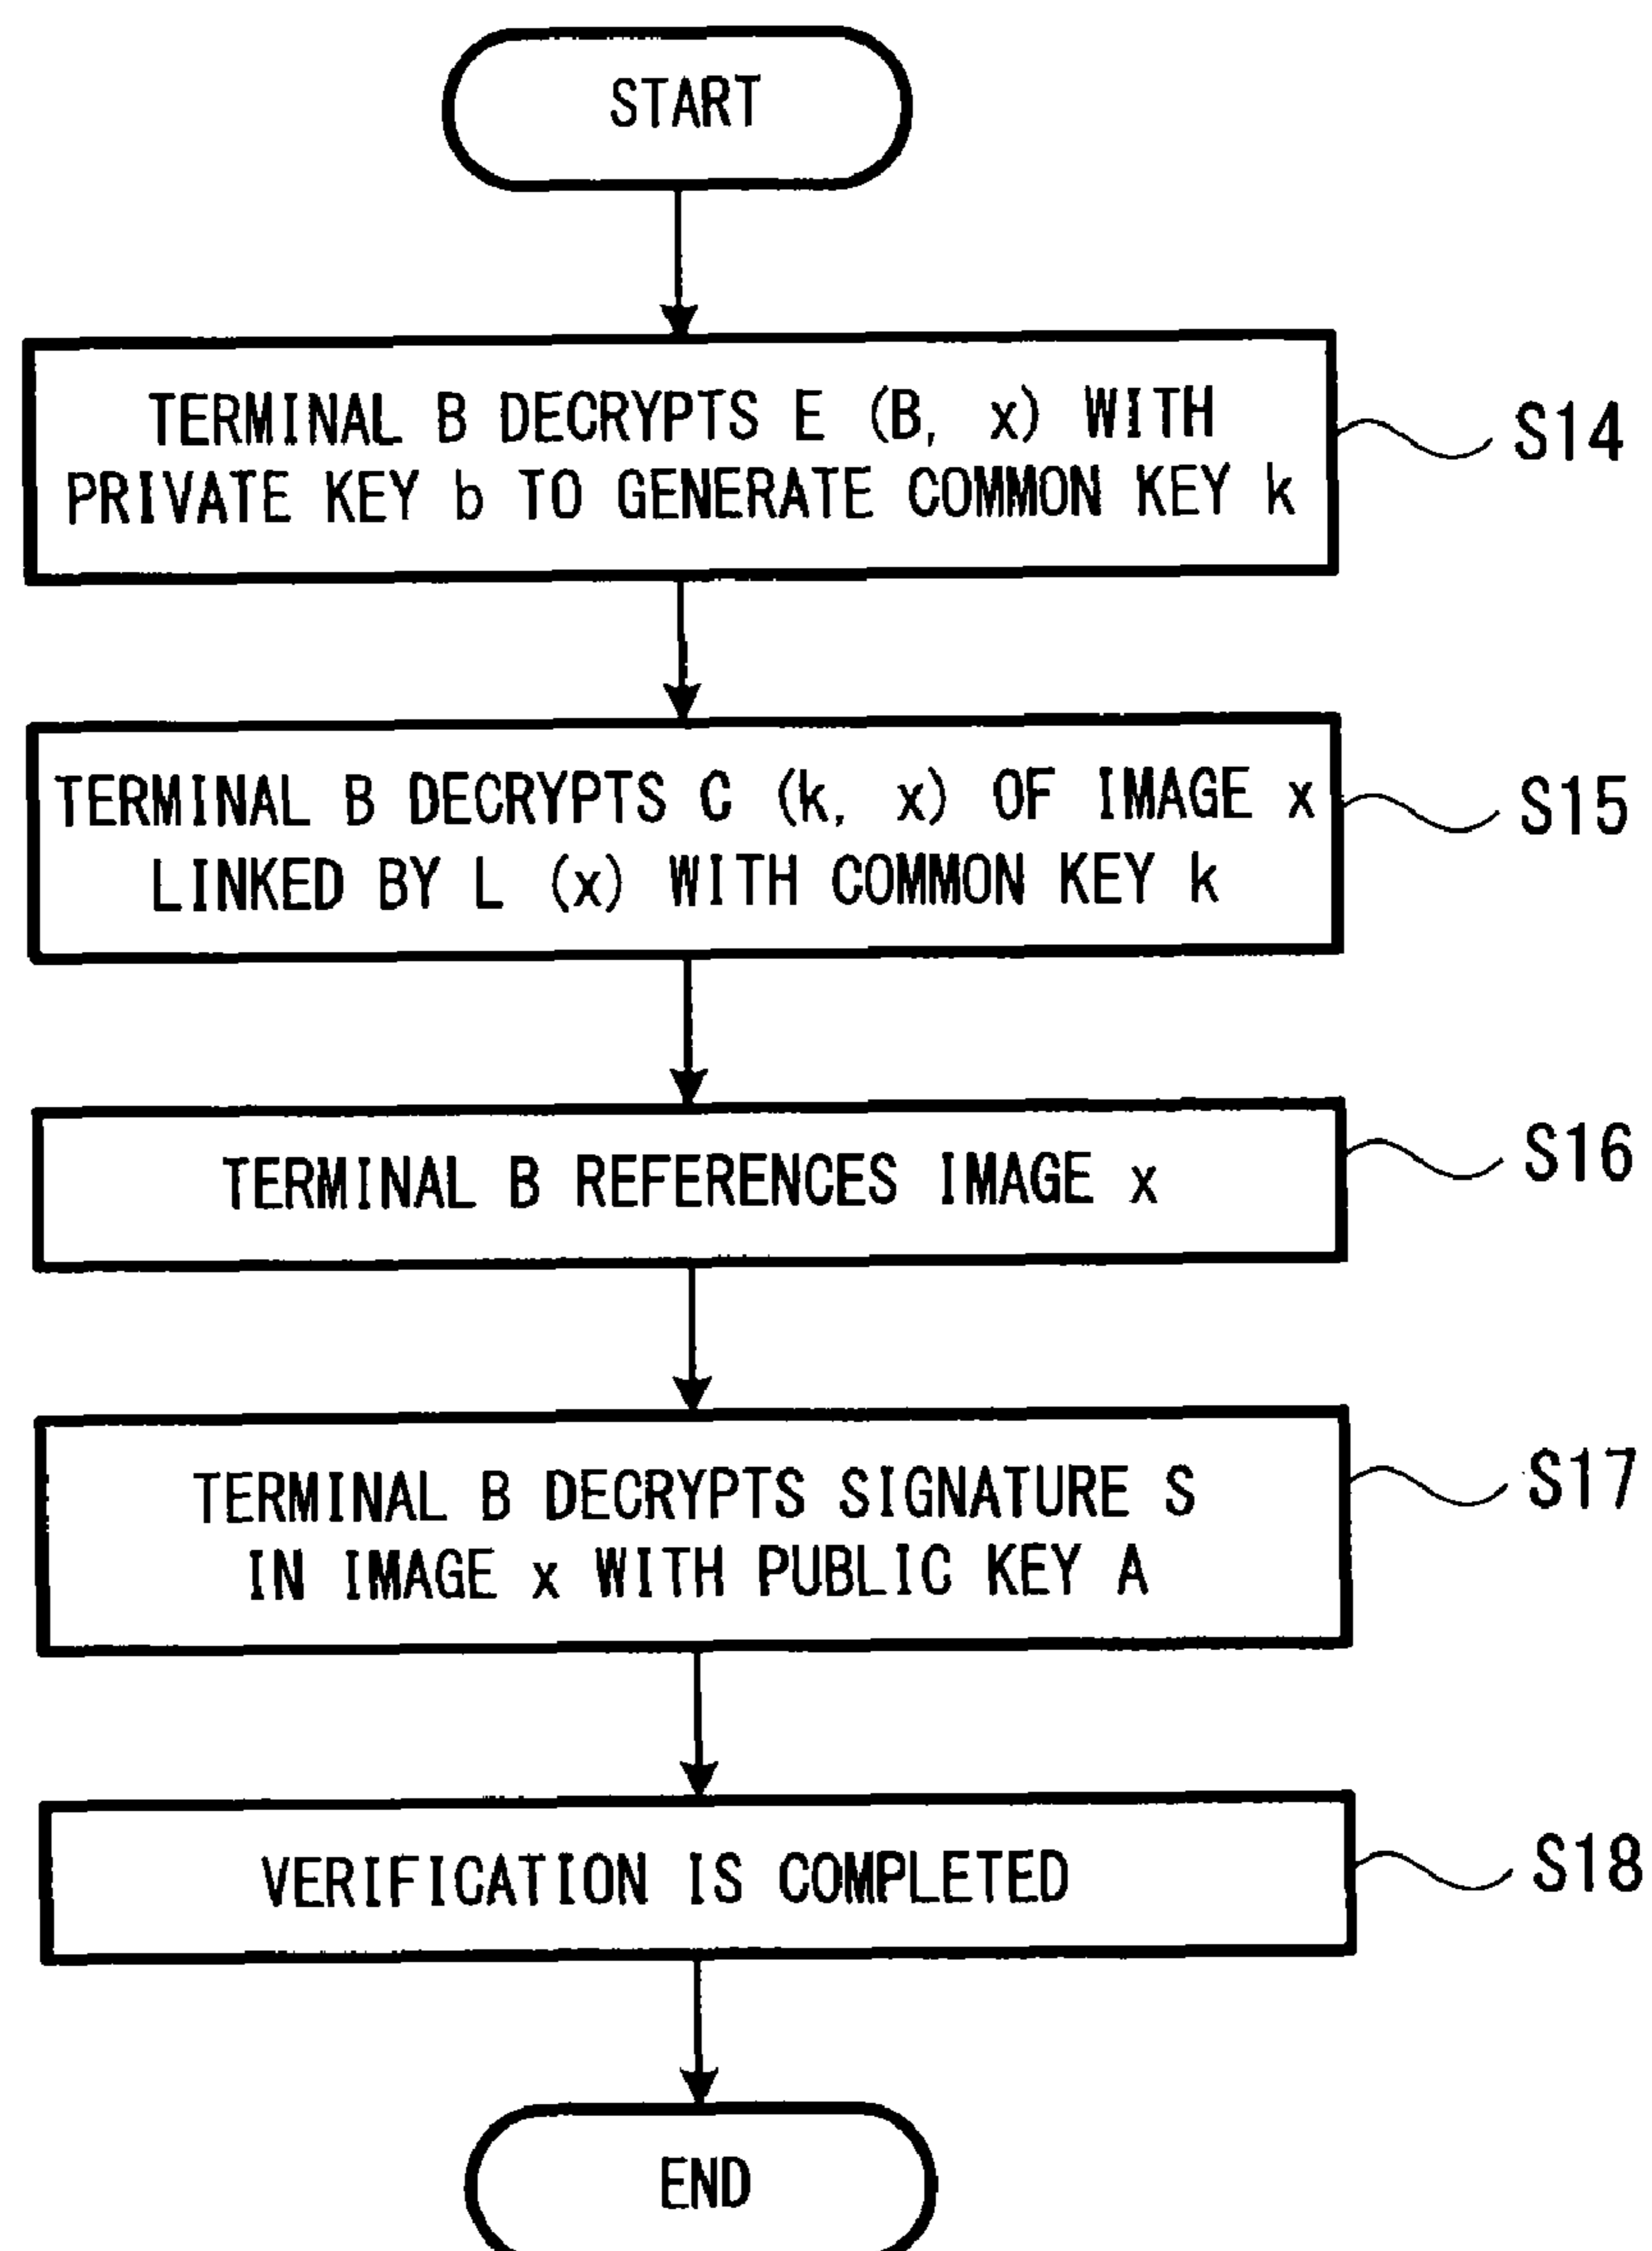 START
TERMINAL B DECRYPTS E (B, x) WITH
PRIVATE KEY b TO GENERATE COMMON KEY k
S14
TERMINAL B DECRYPTS C (k, x) OF IMAGE x
LINKED BY L (x) WITH COMMON KEY k
S15
TERMINAL B REFERENCES IMAGE x
S16
TERMINAL B DECRYPTS SIGNATURE S
IN IMAGE x WITH PUBLIC KEY A
S17
VERIFICATION IS COMPLETED
S18
END